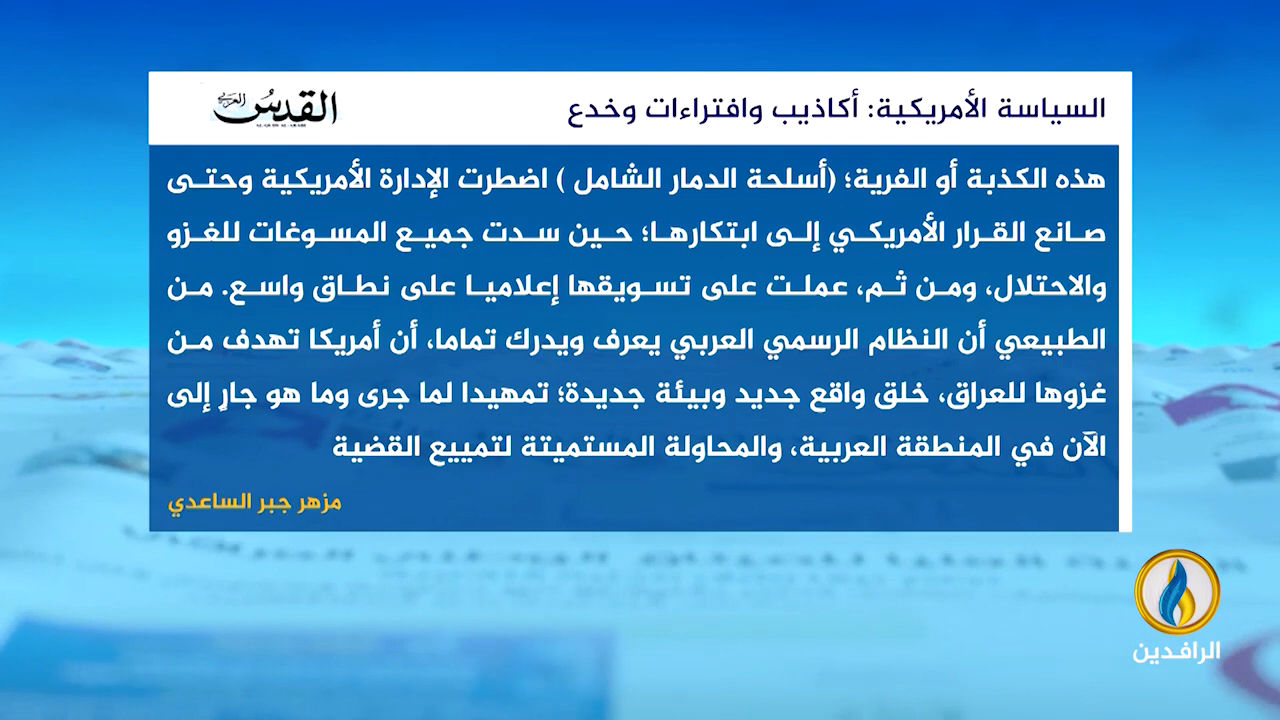 السياسة الأمريكية: أكاذيب وافتراءات وخدع
القدس العربي
AL-QUDS AL-ARABI
هذه الكذبة أو الفرية؛ (أسلحة الدمار الشامل ) اضطرت الإدارة الأمريكية وحتى
صانع القرار الأمريكي إلى ابتكارها؛ حين سدت جميع المسوغات للغزو
والاحتلال، ومن ثم، عملت على تسويقها إعلاميا على نطاق واسع. من
الطبيعي أن النظام الرسمي العربي يعرف ويدرك تماما، أن أمريكا تهدف من
غزوها للعراق، خلق واقع جديد وبيئة جديدة؛ تمهيدا لما جرى وما هو جارٍ إلى
الآن في المنطقة العربية، والمحاولة المستميتة لتمييع القضية
مزهر جبر الساعدي
الرافدين